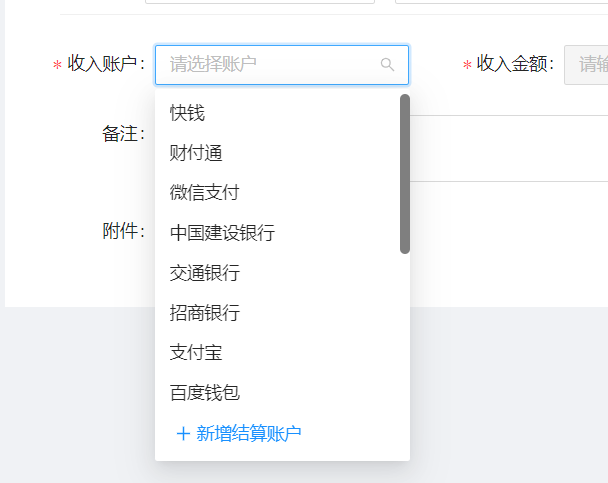 * 收入账户: 请选择账户 * 收入金额: 请输
快钱
备注:
财付通
微信支付
附件: 中国建设银行
交通银行
招商银行
支付宝
百度钱包
+ 新增结算账户